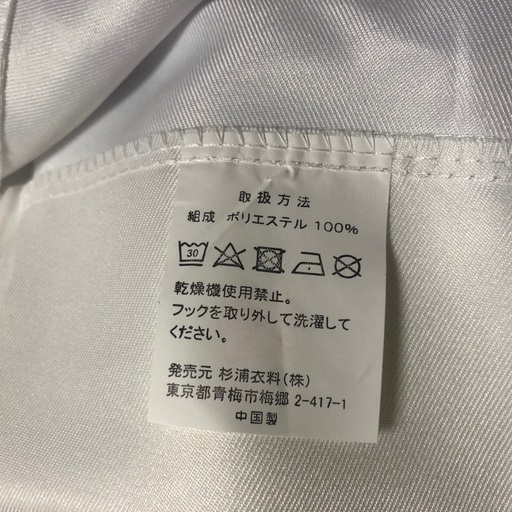 取扱方法
組成 ポリエステル 100%
30
乾燥機使用禁止。
フックを取り外して洗濯して
ください。
発売元 杉浦衣料(株)
東京都青梅市梅郷 2-417-1
中国製